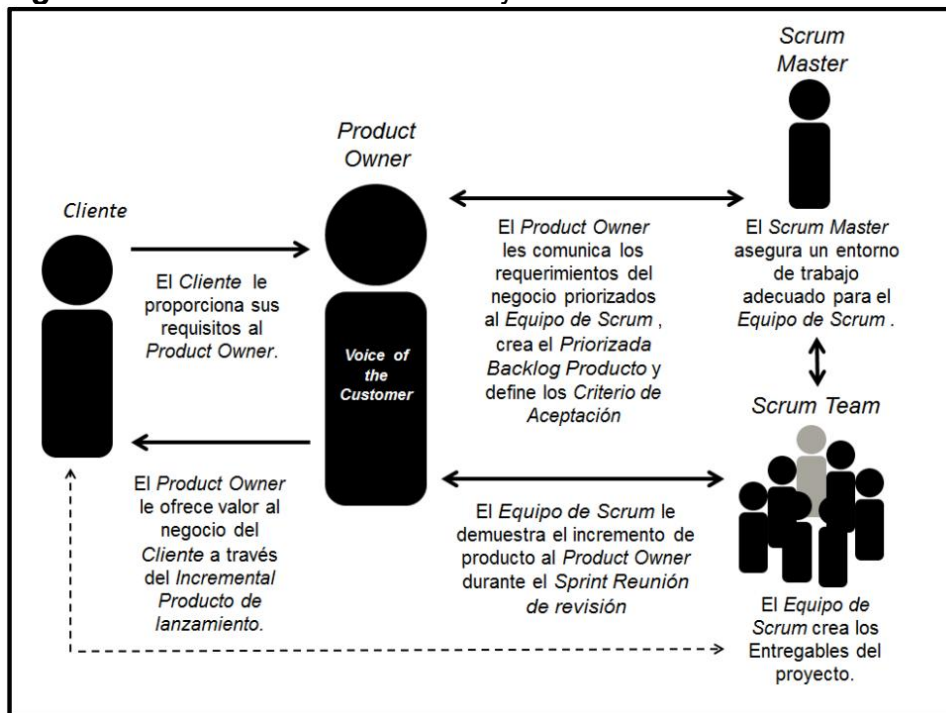 Scrum
Master
Product
Owner
Cliente
El Cliente le
proporciona sus
requisitos al
Product Owner.
Voice of
the
Customer
El Product Owner
les comunica los
requerimientos del
negocio priorizados
al Equipo de Scrum ,
crea el Priorizada
Backlog Producto y
define los Criterio de
Aceptación
El Scrum Master
asegura un entorno
de trabajo
adecuado para el
Equipo de Scrum .
Scrum Team
El Product Owner
le ofrece valor al
negocio del
Cliente a través
del Incremental
Producto de
lanzamiento.
El Equipo de Scrum le
demuestra el incremento de
producto al Product Owner
durante el Sprint Reunión
de revisión
El Equipo de
Scrum crea los
Entregables del
proyecto.